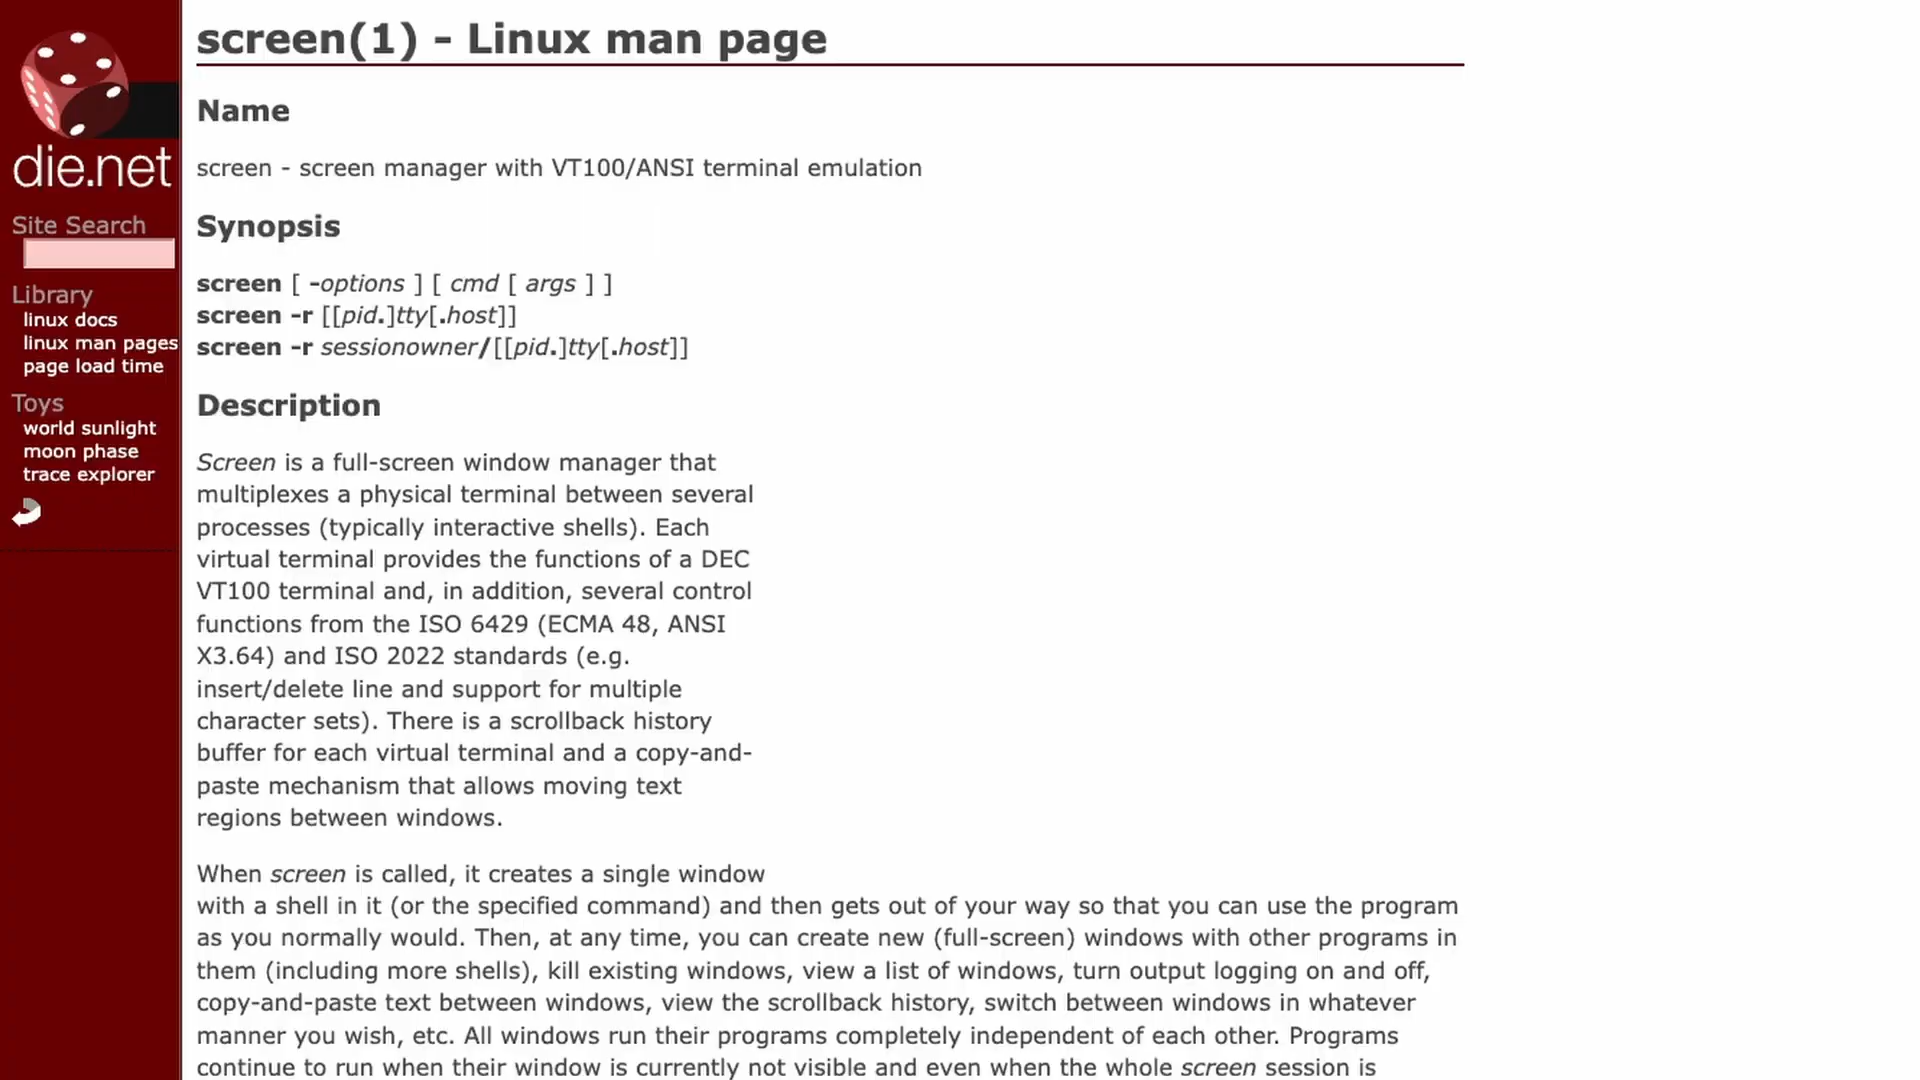 screen(1) - Linux man page
die.net
Site Search
Library
linux docs
linux man pages
page load time
Toys
world sunlight
moon phase
trace explorer
Name
screen - screen manager with VT100/ANSI terminal emulation
Synopsis
screen [ -options ] [ cmd [ args ] ]
screen -r [[pid.]tty[.host]]
screen -r sessionowner/[[pid.]tty[.host]]
Description
Screen is a full-screen window manager that
multiplexes a physical terminal between several
processes (typically interactive shells). Each
virtual terminal provides the functions of a DEC
VT100 terminal and, in addition, several control
functions from the ISO 6429 (ECMA 48, ANSI
X3.64) and ISO 2022 standards (e.g.
insert/delete line and support for multiple
character sets). There is a scrollback history
buffer for each virtual terminal and a copy-and-
paste mechanism that allows moving text
regions between windows.
When screen is called, it creates a single window
with a shell in it (or the specified command) and then gets out of your way so that you can use the program
as you normally would. Then, at any time, you can create new (full-screen) windows with other programs in
them (including more shells), kill existing windows, view a list of windows, turn output logging on and off,
copy-and-paste text between windows, view the scrollback history, switch between windows in whatever
manner you wish, etc. All windows run their programs completely independent of each other. Programs
continue to run when their window is currently not visible and even when the whole screen session is